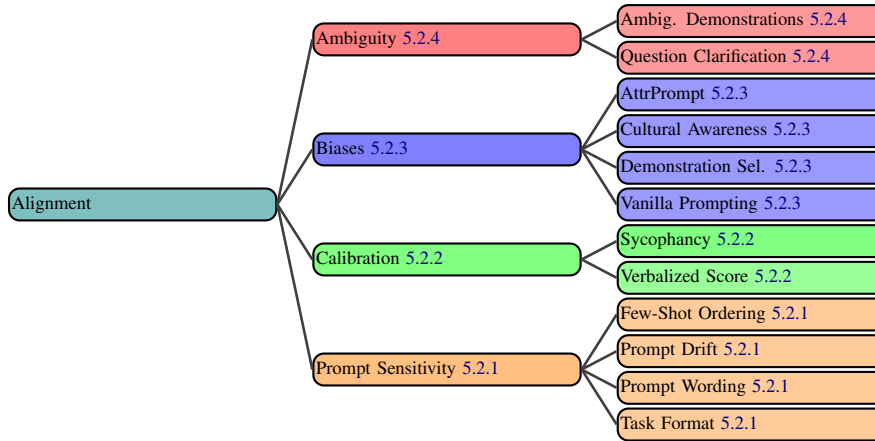 Alignment
Ambiguity 5.2.4
Ambig. Demonstrations 5.2.4
Question Clarification 5.2.4
Biases 5.2.3
AttrPrompt 5.2.3
Cultural Awareness 5.2.3
Demonstration Sel. 5.2.3
Vanilla Prompting 5.2.3
Calibration 5.2.2
Sycophancy 5.2.2
Verbalized Score 5.2.2
Prompt Sensitivity 5.2.1
Few-Shot Ordering 5.2.1
Prompt Drift 5.2.1
Prompt Wording 5.2.1
Task Format 5.2.1